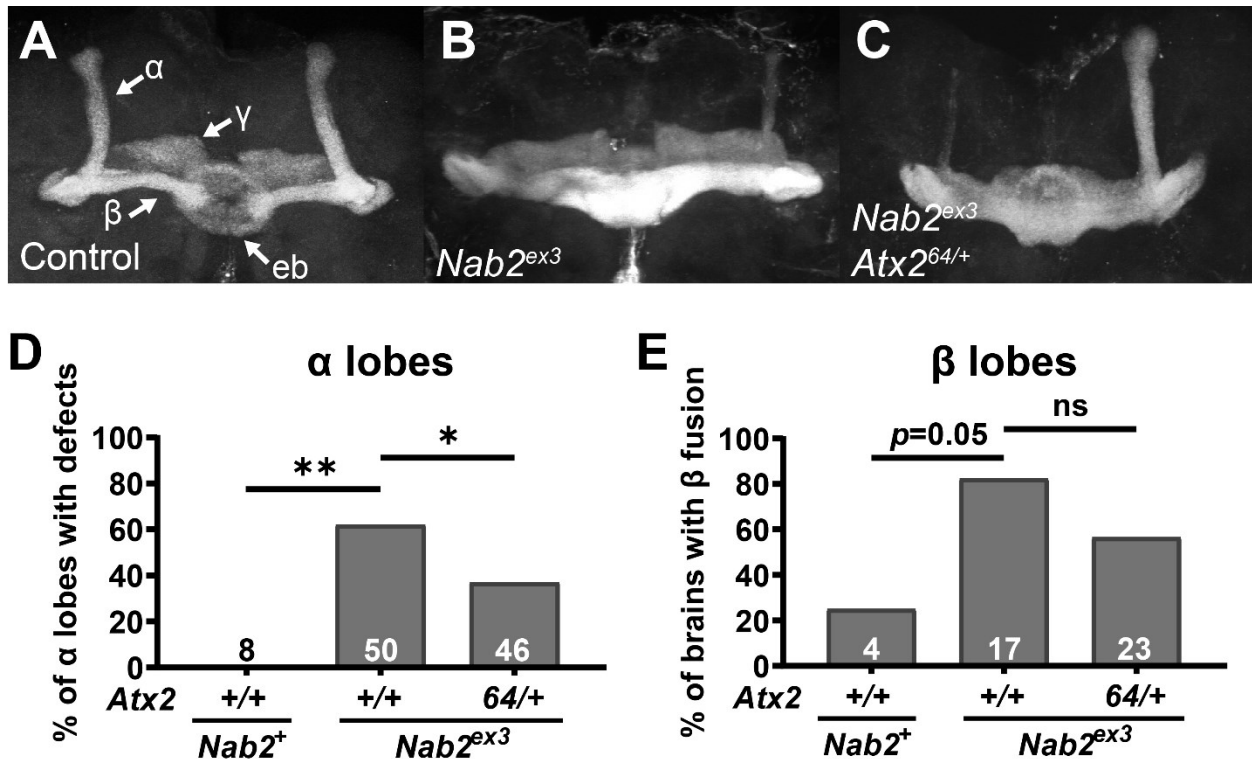 A
α
γ
β
eb
Control
B
Nab2ex3
C
Nab2ex3
Atx264/+
D
α lobes
% of α lobes with defects
100
80
60
40
20
0
**
*
8
50
46
Atx2 +/+ +/+ 64/+
Nab2+ Nab2ex3
E
β lobes
% of brains with β fusion
100
80
60
40
20
0
p=0.05
ns
4
17
23
Atx2 +/+ +/+ 64/+
Nab2+ Nab2ex3